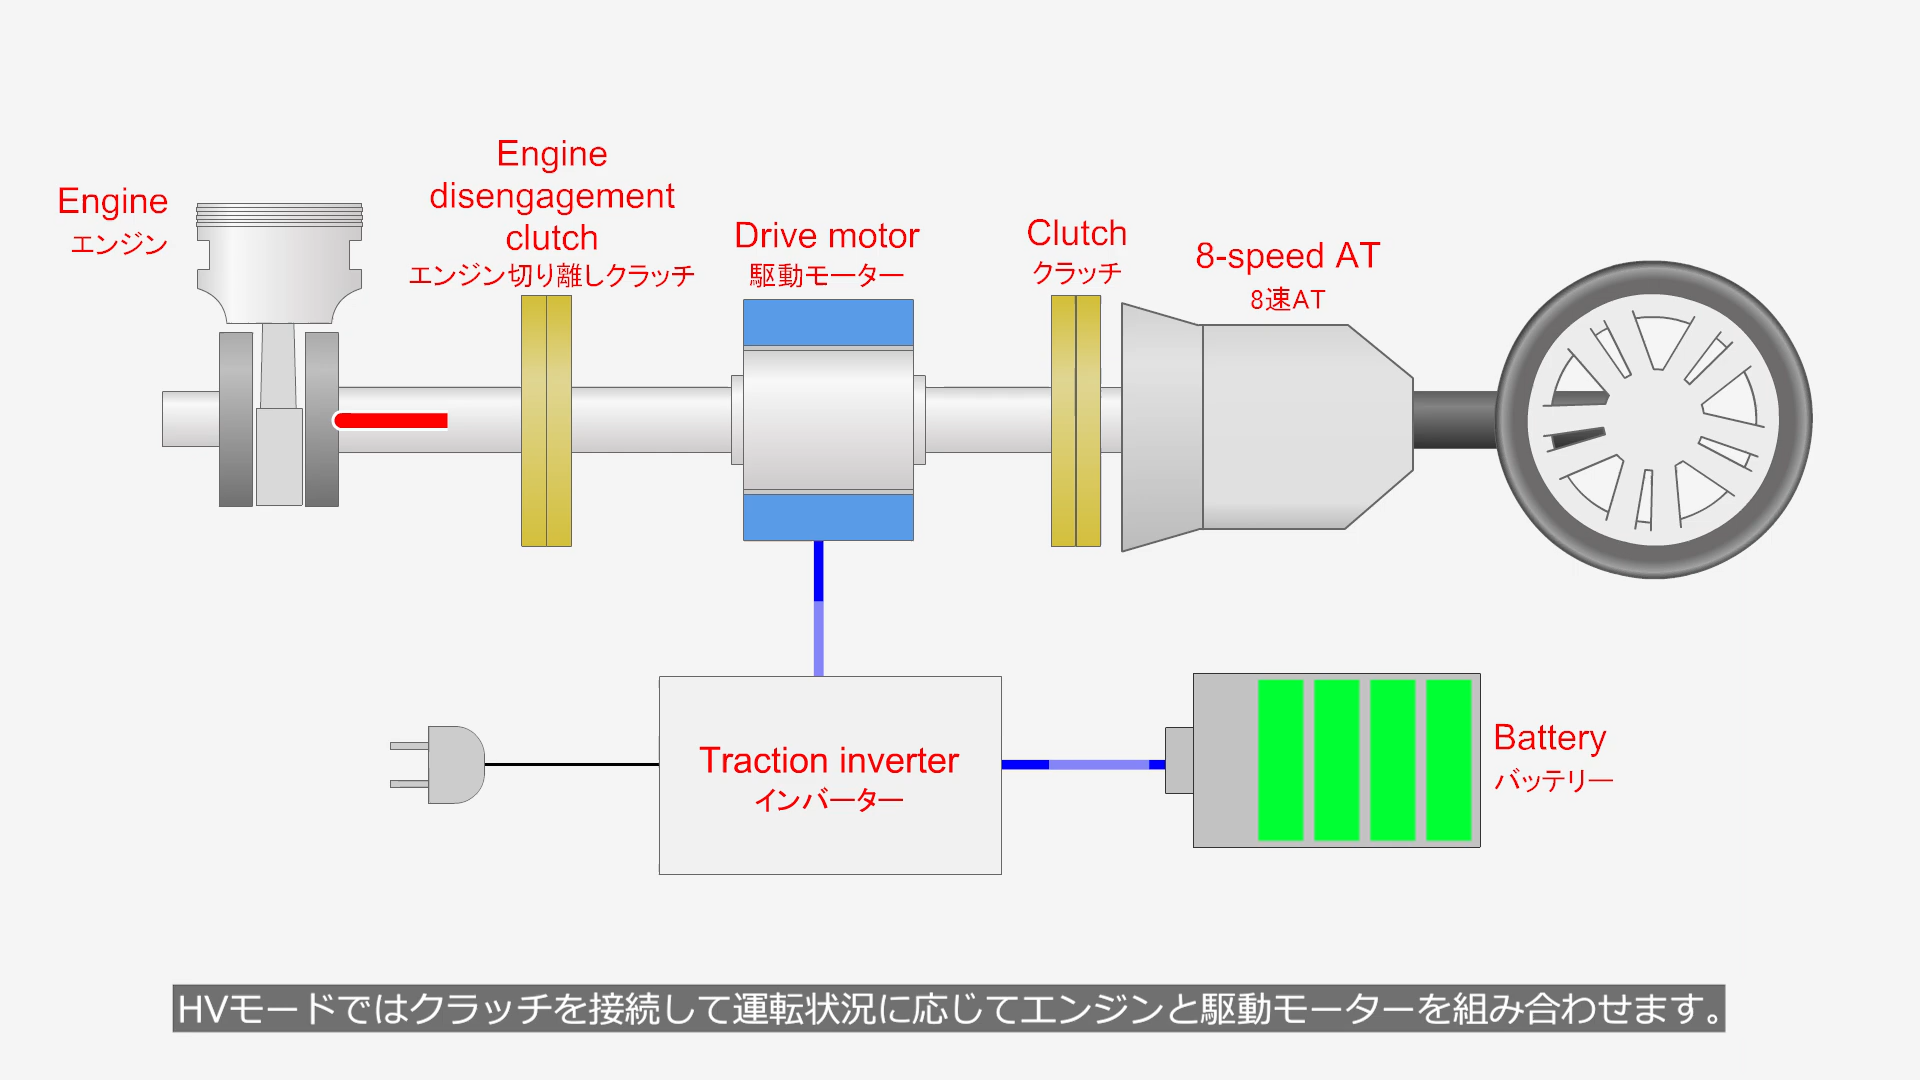 Engine
エンジン
Engine
disengagement
clutch
エンジン切り離しクラッチ
Drive motor
駆動モーター
Clutch
クラッチ
8-speed AT
8速AT
Traction inverter
インバーター
Battery
バッテリー
HVモードではクラッチを接続して運転状況に応じてエンジンと駆動モーターを組み合わせます。